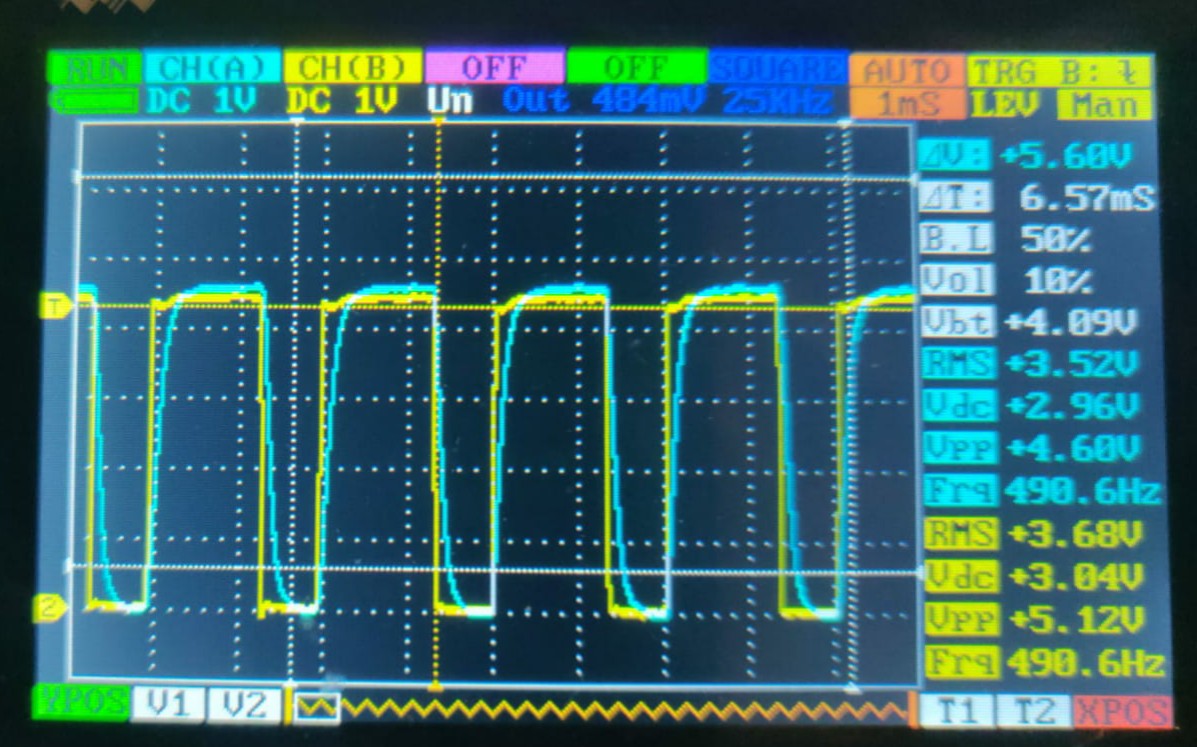 RUN CH(A) CH(B) OFF OFF SQUARE AUTO TRG B:
DC 1V DC 1V Un Out 484mV 25KHz 1mS LEV Man
ΔV: +5.60V
ΔT: 6.57mS
B.L 50%
Vol 10%
T
Vbt +4.09V
RMS +3.52V
Vdc +2.96V
VPP +4.60V
Frq 490.6Hz
RMS +3.68V
Vdc +3.04V
2
VPP +5.12V
Frq 490.6Hz
YPOS V1 V2 T1 T2 XPOS